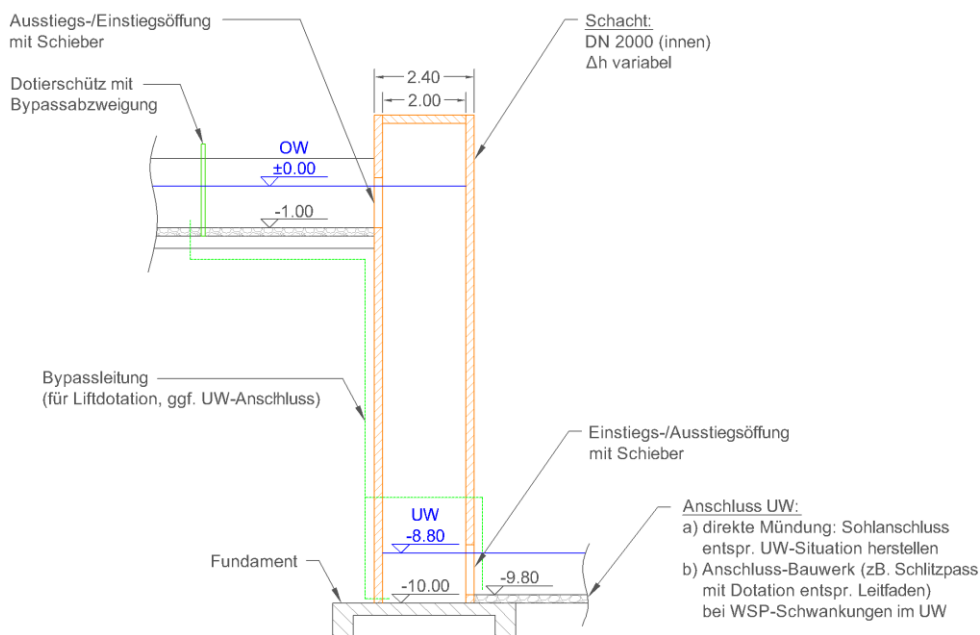 Ausstiegs-/Einstiegsöffung
mit Schieber
Schacht:
DN 2000 (innen)
Δh variabel
Dotierschütz mit
Bypassabzweigung
2.40
2.00
OW
±0.00
-1.00
Bypassleitung
(für Liftdotation, ggf. UW-Anschluss)
Einstiegs-/Ausstiegsöffung
mit Schieber
UW
-8.80
Anschluss UW:
a) direkte Mündung: Sohlanschluss
entspr. UW-Situation herstellen
b) Anschluss-Bauwerk (zB. Schlitzpass
mit Dotation entspr. Leitfaden)
bei WSP-Schwankungen im UW
Fundament
-10.00
-9.80